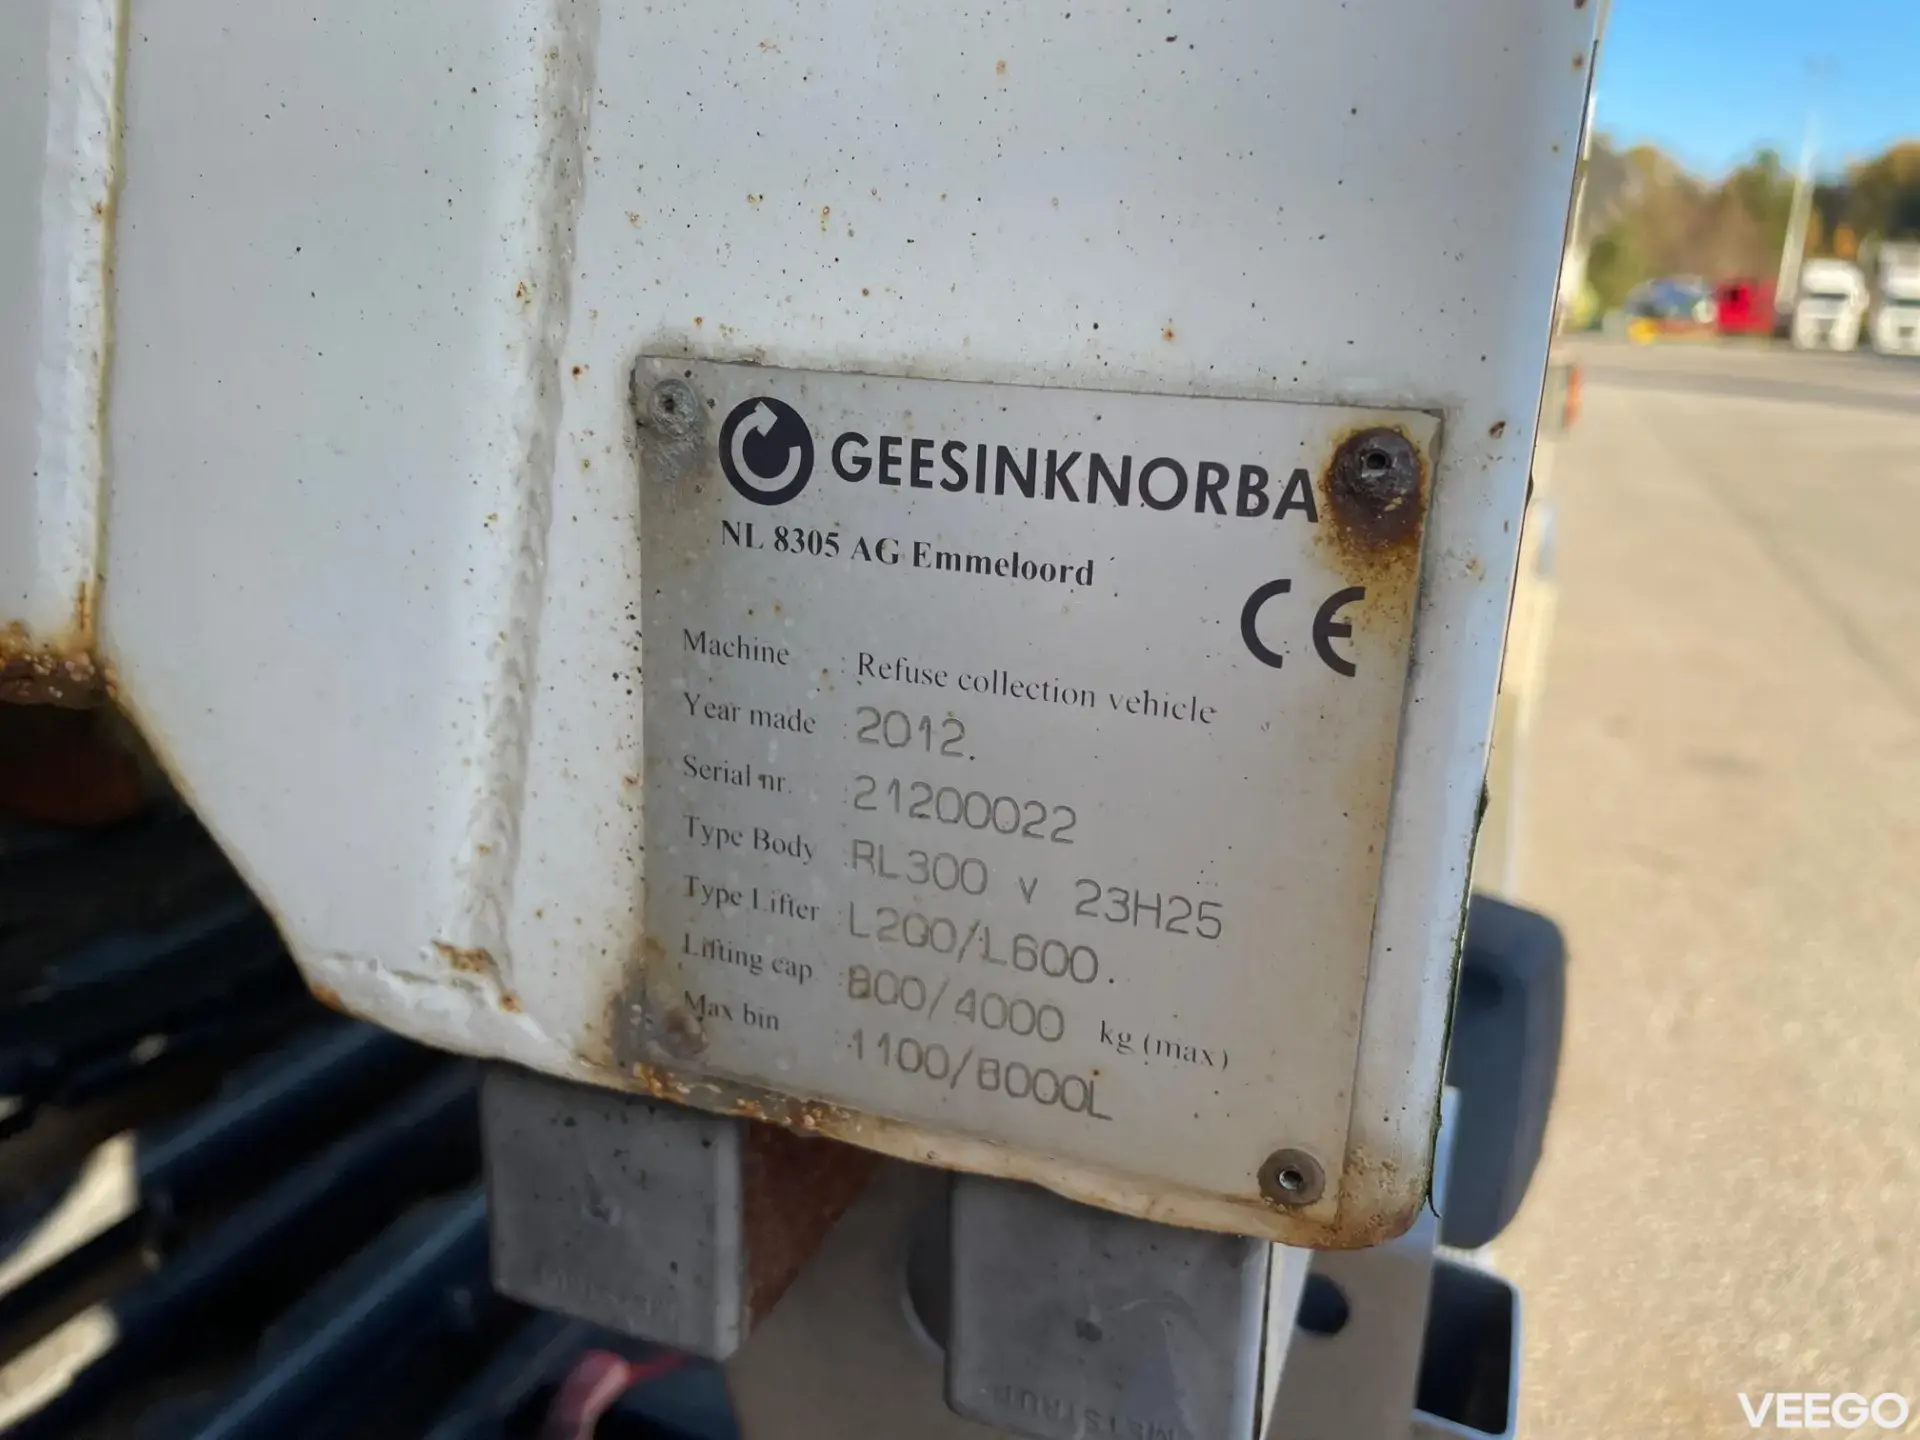 GEESINKNORBA
NL 8305 AG Emmeloord
CE
Machine : Refuse collection vehicle
Year made : 2012.
Serial nr. : 21200022
Type Body : RL300 V 23H25
Type Lifter : L200/L600.
Lifting cap : 800/4000 kg (max)
Max bin : 1100/8000L
VEEGO